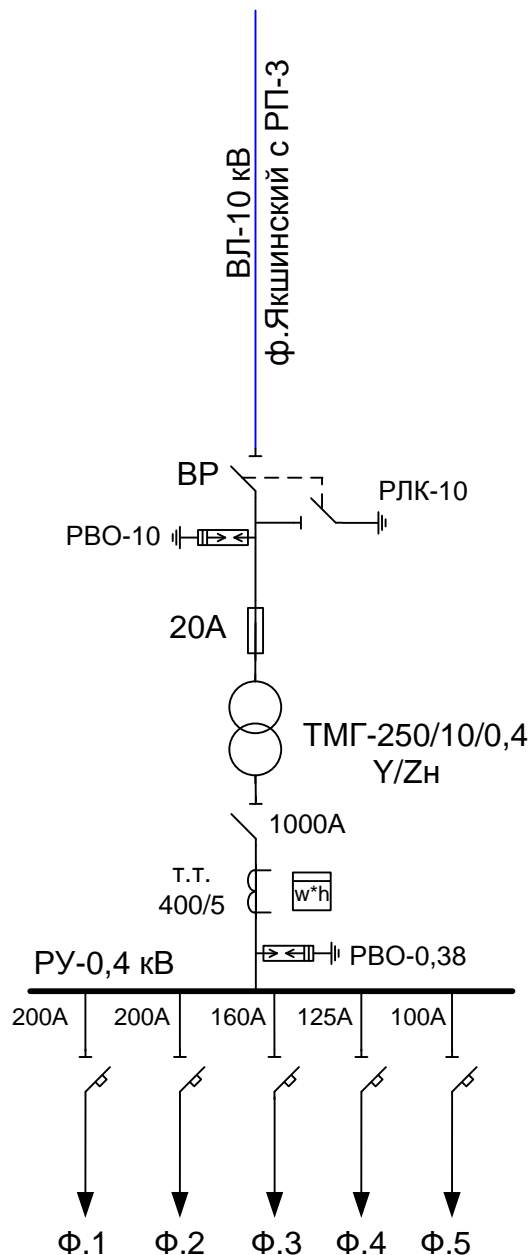 ВЛ-10 кВ
ф.Якшинский с РП-3
ВР
РЛК-10
РВО-10
20А
ТМГ-250/10/0,4
Y/Zн
1000А
т.т.
400/5
w*h
РВО-0,38
РУ-0,4 кВ
200А 200А 160А 125А 100А
Ф.1 Ф.2 Ф.3 Ф.4 Ф.5